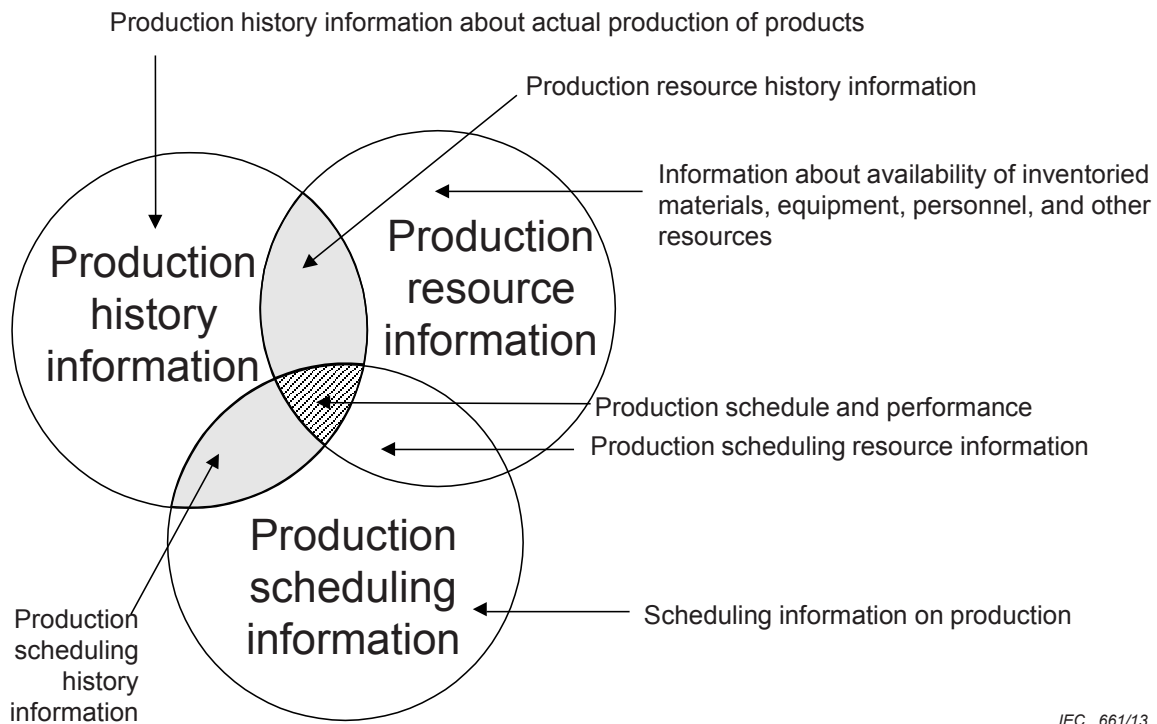 Production history information about actual production of products
Production resource history information
Information about availability of inventoried
materials, equipment, personnel, and other
resources
Production
history
information
Production
resource
information
Production schedule and performance
Production scheduling resource information
Production
scheduling
information
Scheduling information on production
Production
scheduling
history
information
IEC 661/13